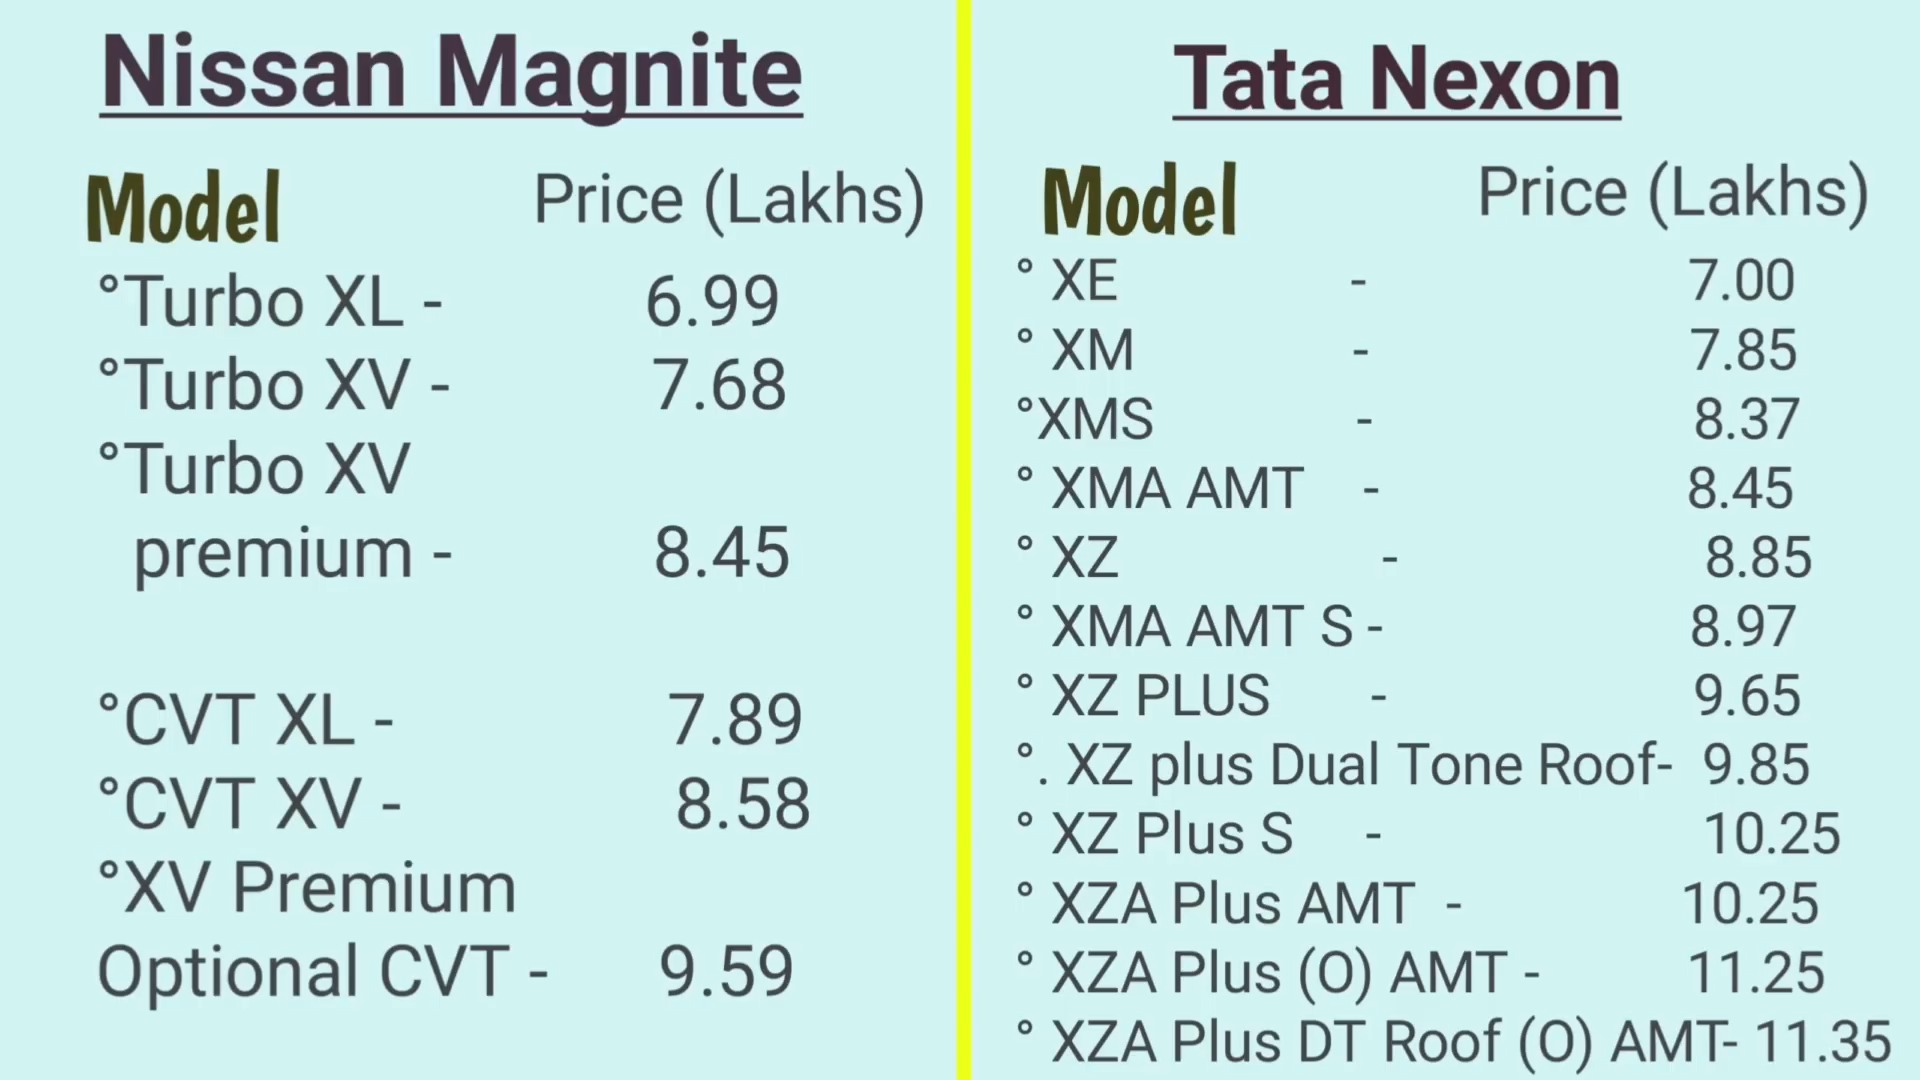 Nissan Magnite
Model Price (Lakhs)
°Turbo XL - 6.99
°Turbo XV - 7.68
°Turbo XV
premium - 8.45
°CVT XL - 7.89
°CVT XV - 8.58
°XV Premium
Optional CVT - 9.59
Tata Nexon
Model Price (Lakhs)
° XE - 7.00
° XM - 7.85
°XMS - 8.37
° XMA AMT - 8.45
° XZ - 8.85
° XMA AMT S - 8.97
° XZ PLUS - 9.65
°. XZ plus Dual Tone Roof- 9.85
° XZ Plus S - 10.25
° XZA Plus AMT - 10.25
° XZA Plus (O) AMT - 11.25
° XZA Plus DT Roof (O) AMT- 11.35